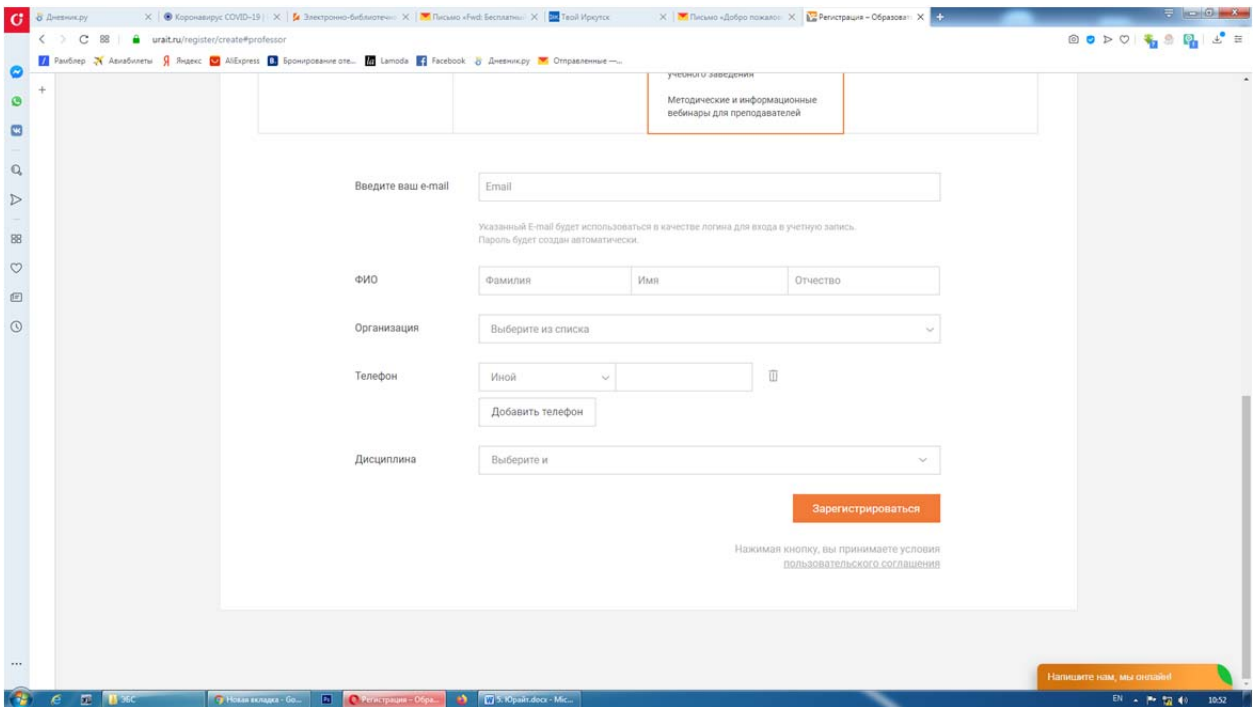 Дневник.ру
Коронавирус COVID-19 |
Электронно-библиотечно
Письмо «Fwd: Бесплатны
Твой Иркутск
Письмо «Добро пожалов
Регистрация – Образоват
urait.ru/register/create#professor
Рамблер
Авиабилеты
Яндекс
AliExpress
Бронирование оте...
Lamoda
Facebook
Дневник.ру
Отправленные —...
учебного заведения
Методические и информационные
вебинары для преподавателей
Введите ваш e-mail
Email
Указанный E-mail будет использоваться в качестве логина для входа в учетную запись.
Пароль будет создан автоматически.
ФИО
Фамилия
Имя
Отчество
Организация
Выберите из списка
Телефон
Иной
Добавить телефон
Дисциплина
Выберите и
Зарегистрироваться
Нажимая кнопку, вы принимаете условия
пользовательского соглашения
Напишите нам, мы онлайн!
ЭБС
Новая вкладка - Go...
Регистрация – Обра...
5. Юрайт.docx - Mic...
EN
10:52